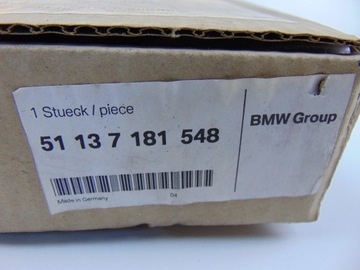 1 Stueck / piece
BMW Group
51 13 7 181 548
Made in Germany
04